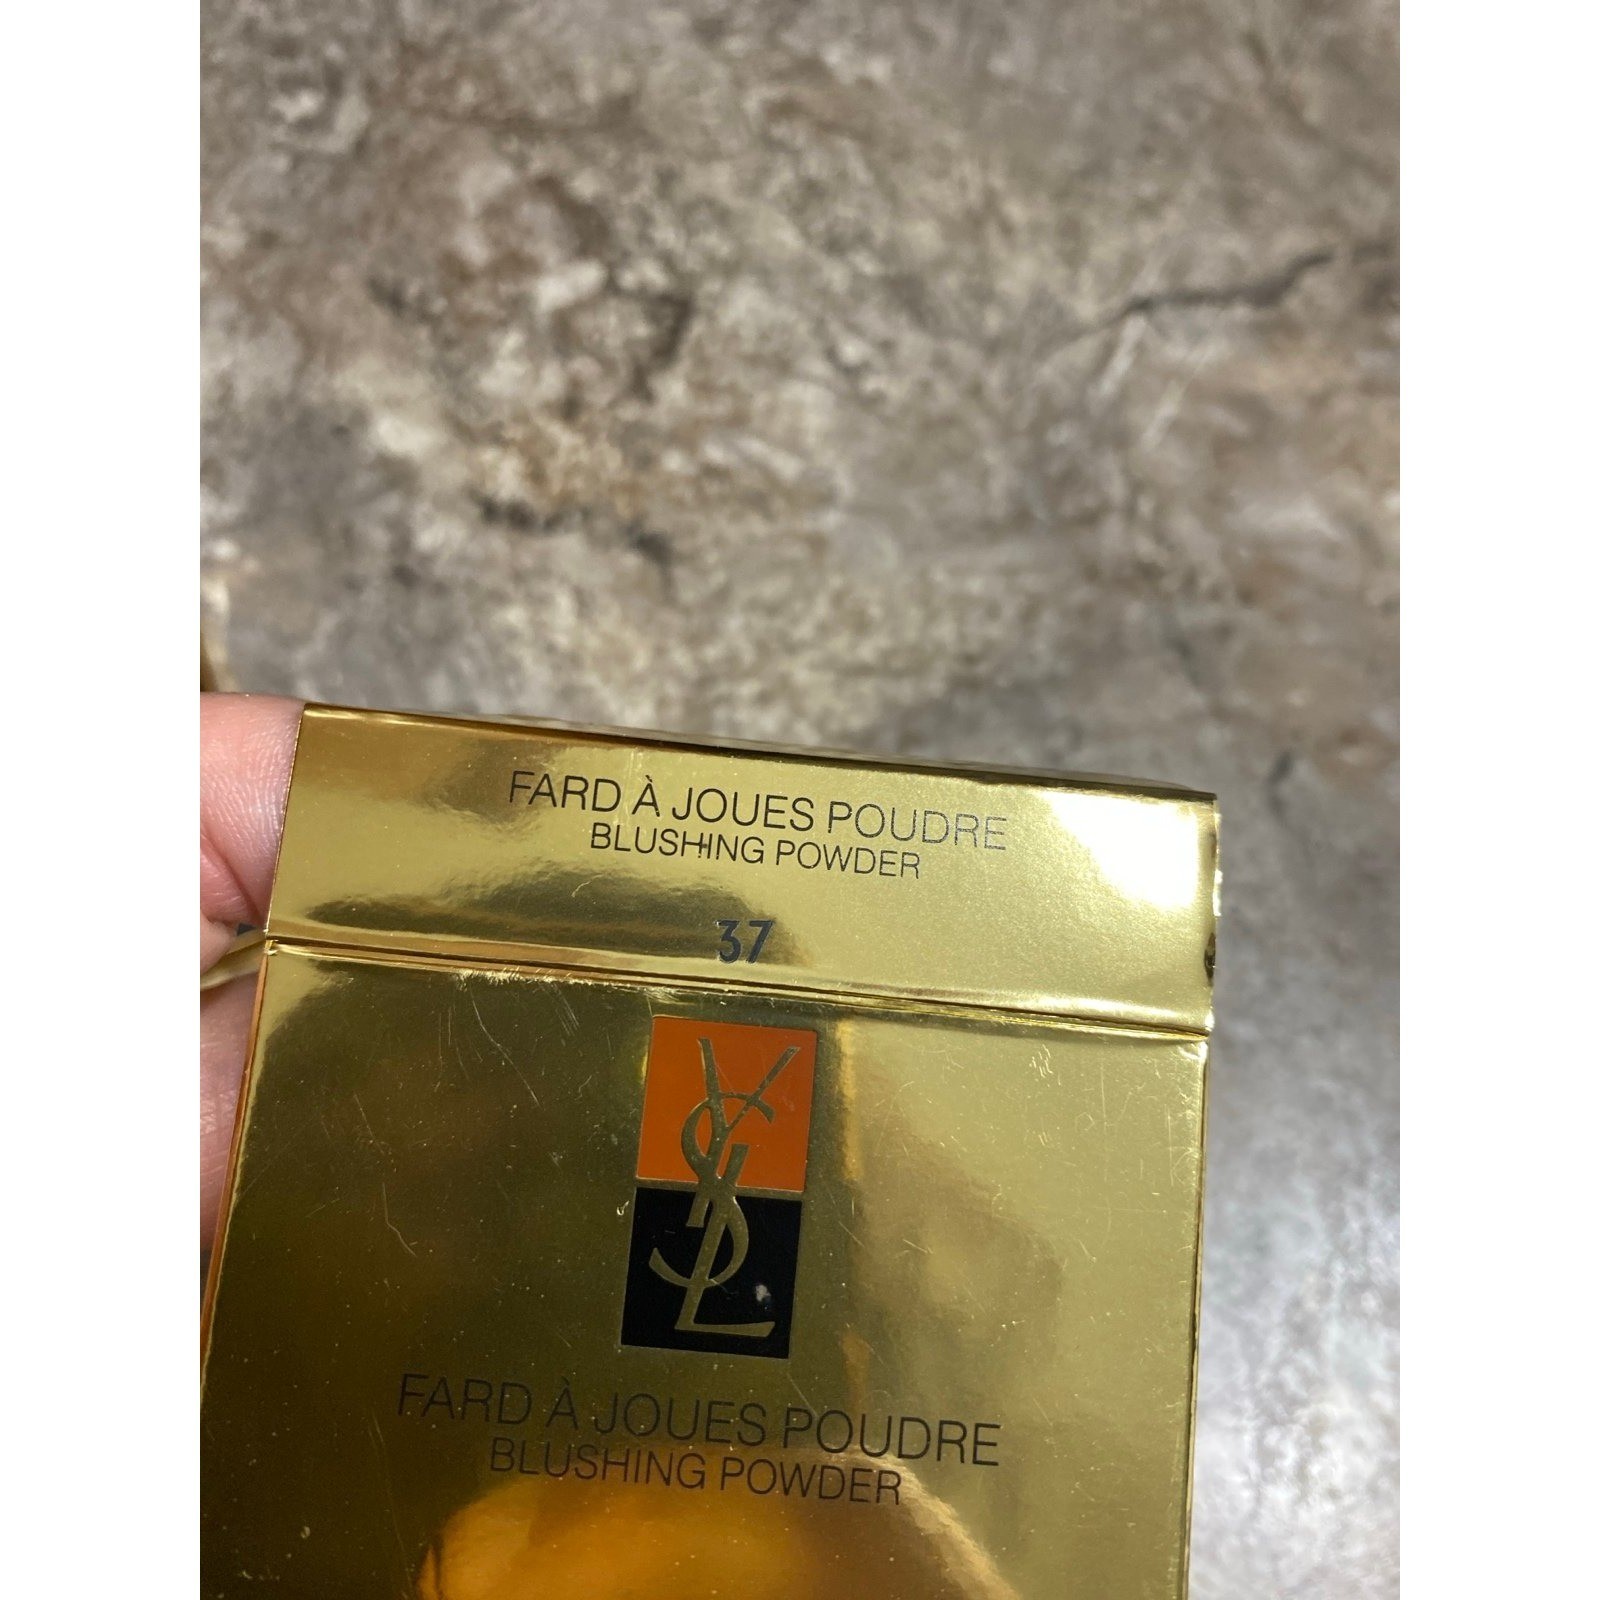 FARD À JOUES POUDRE
BLUSHING POWDER
37
YSL
FARD À JOUES POUDRE
BLUSHING POWDER